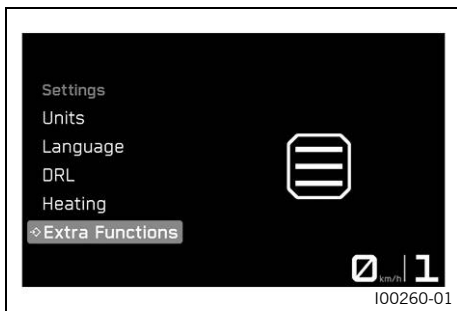 Settings
Units
Language
DRL
Heating
Extra Functions
0 km/h 1
I00260-01